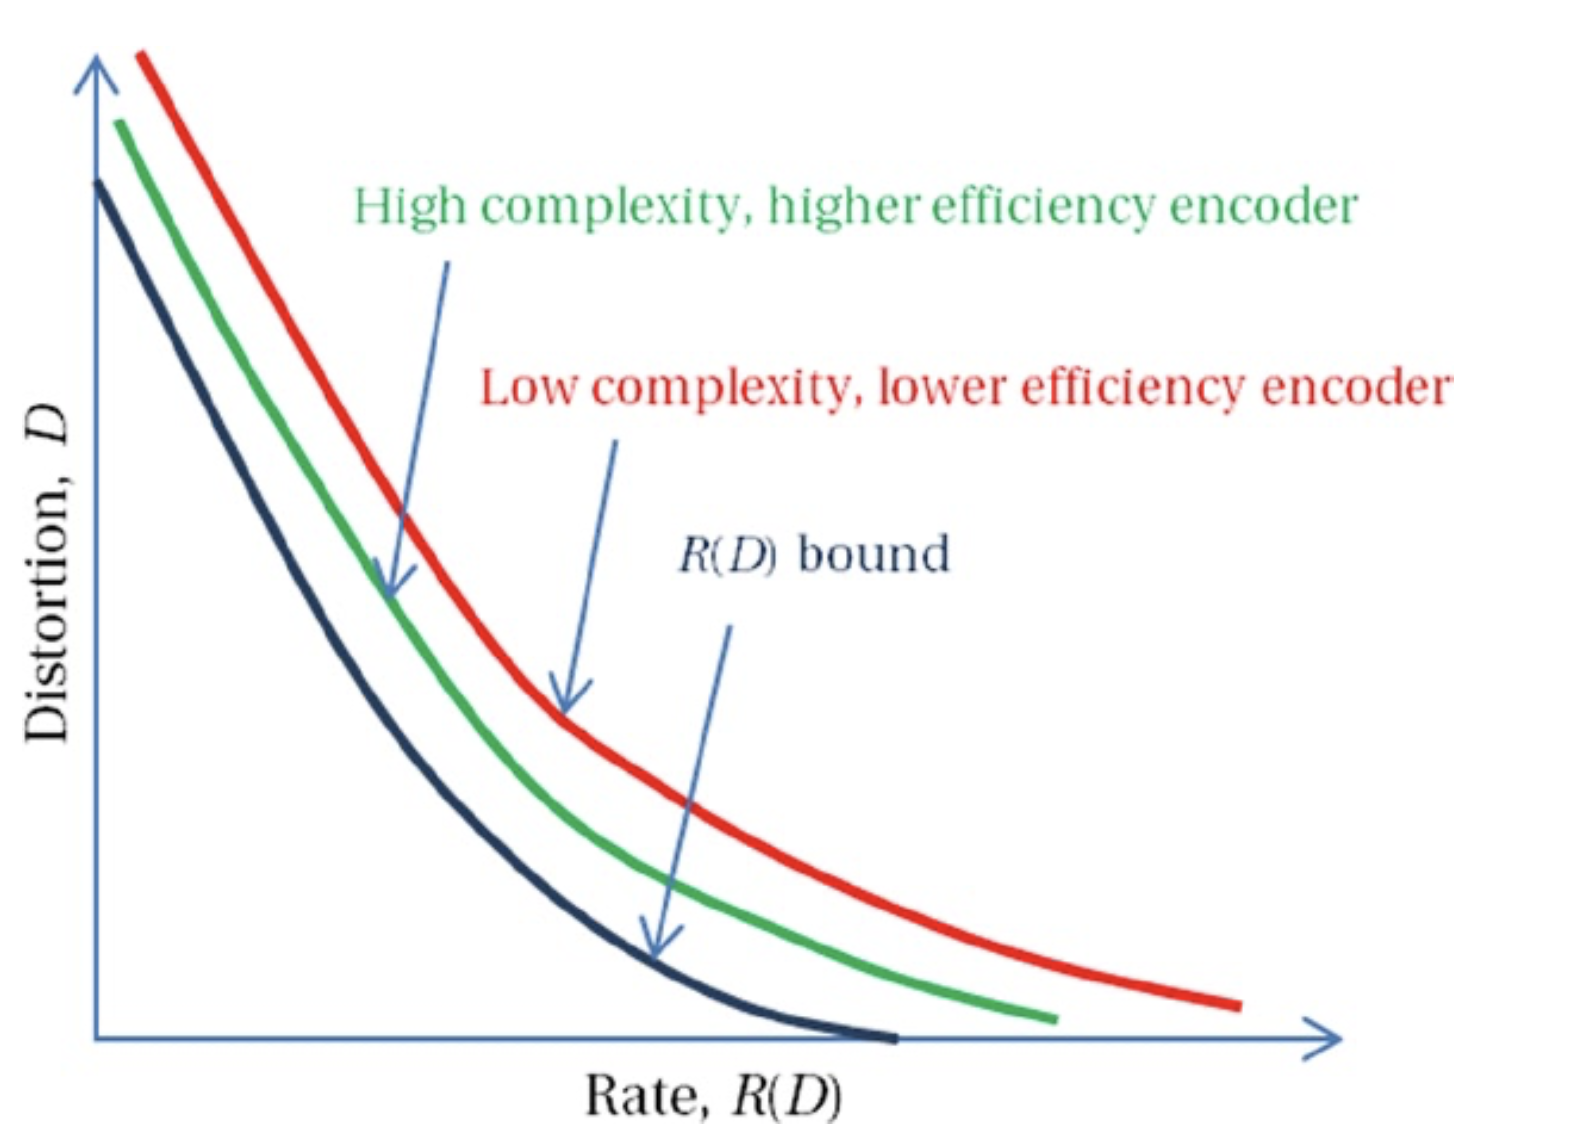 High complexity, higher efficiency encoder
Low complexity, lower efficiency encoder
R(D) bound
Distortion, D
Rate, R(D)